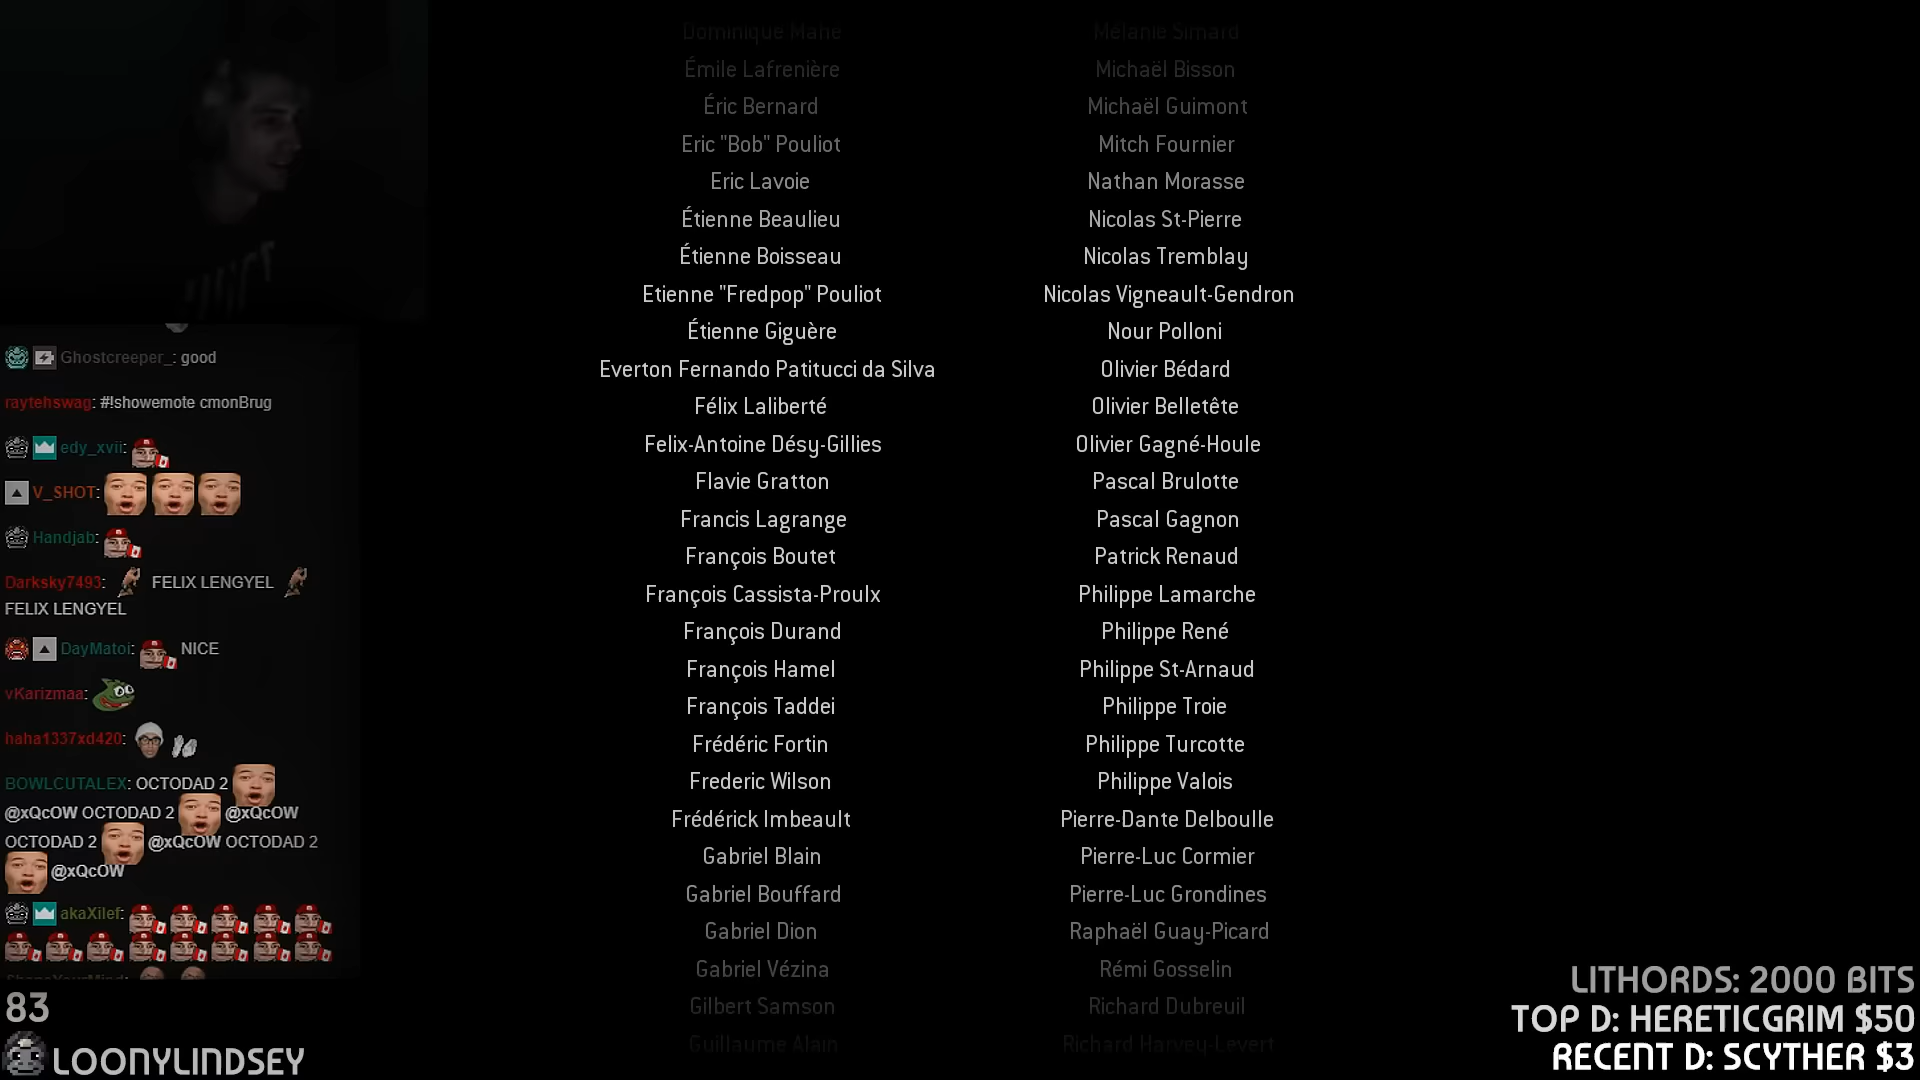 Dominique Mahe
Émile Lafrenière
Éric Bernard
Eric "Bob" Pouliot
Eric Lavoie
Étienne Beaulieu
Étienne Boisseau
Etienne "Fredpop" Pouliot
Étienne Giguère
Everton Fernando Patitucci da Silva
Félix Laliberté
Felix-Antoine Désy-Gillies
Flavie Gratton
Francis Lagrange
François Boutet
François Cassista-Proulx
François Durand
François Hamel
François Taddei
Frédéric Fortin
Frederic Wilson
Frédérick Imbeault
Gabriel Blain
Gabriel Bouffard
Gabriel Dion
Gabriel Vézina
Gilbert Samson
Guillaume Alain
Mélanie Simard
Michaël Bisson
Michaël Guimont
Mitch Fournier
Nathan Morasse
Nicolas St-Pierre
Nicolas Tremblay
Nicolas Vigneault-Gendron
Nour Polloni
Olivier Bédard
Olivier Belletête
Olivier Gagné-Houle
Pascal Brulotte
Pascal Gagnon
Patrick Renaud
Philippe Lamarche
Philippe René
Philippe St-Arnaud
Philippe Troie
Philippe Turcotte
Philippe Valois
Pierre-Dante Delboulle
Pierre-Luc Cormier
Pierre-Luc Grondines
Raphaël Guay-Picard
Rémi Gosselin
Richard Dubreuil
Richard Harvey-Levert
Ghostcreeper_: good
raytehswag: #!showemote cmonBrug
edy_xvii:
V_SHOT:
Handjab:
Darksky7493: FELIX LENGYEL
FELIX LENGYEL
DayMatoi: NICE
vKarizmaa:
haha1337xd420:
BOWLCUTALEX: OCTODAD 2
@xQcOW OCTODAD 2 @xQcOW
OCTODAD 2 @xQcOW OCTODAD 2
@xQcOW
akaXilef:
83
LOONYLINDSEY
LITHORDS: 2000 BITS
TOP D: HERETICGRIM $50
RECENT D: SCYTHER $3